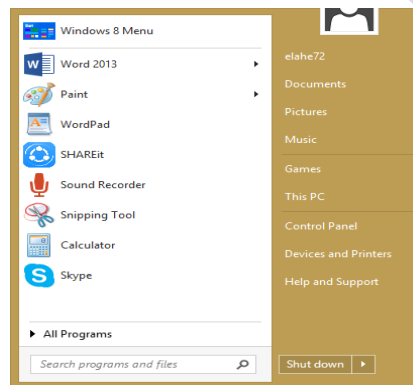 Windows 8 Menu
Word 2013
Paint
WordPad
SHAREit
Sound Recorder
Snipping Tool
Calculator
Skype
All Programs
Search programs and files
elahe72
Documents
Pictures
Music
Games
This PC
Control Panel
Devices and Printers
Help and Support
Shut down